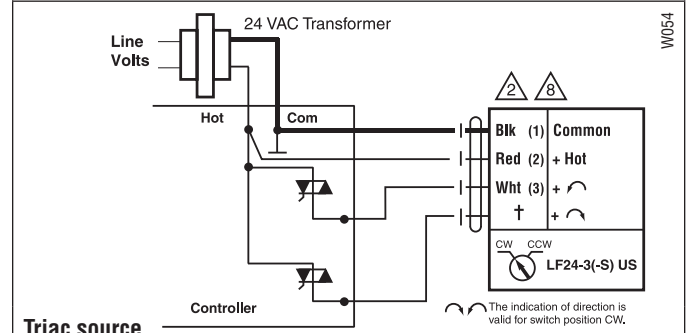 24 VAC Transformer
W054
Line
Volts
Hot
Com
2
8
Blk (1) Common
Red (2) + Hot
Wht (3) +
† +
CW CCW
LF24-3(-S) US
The indication of direction is
valid for switch position CW.
Controller
Triac source